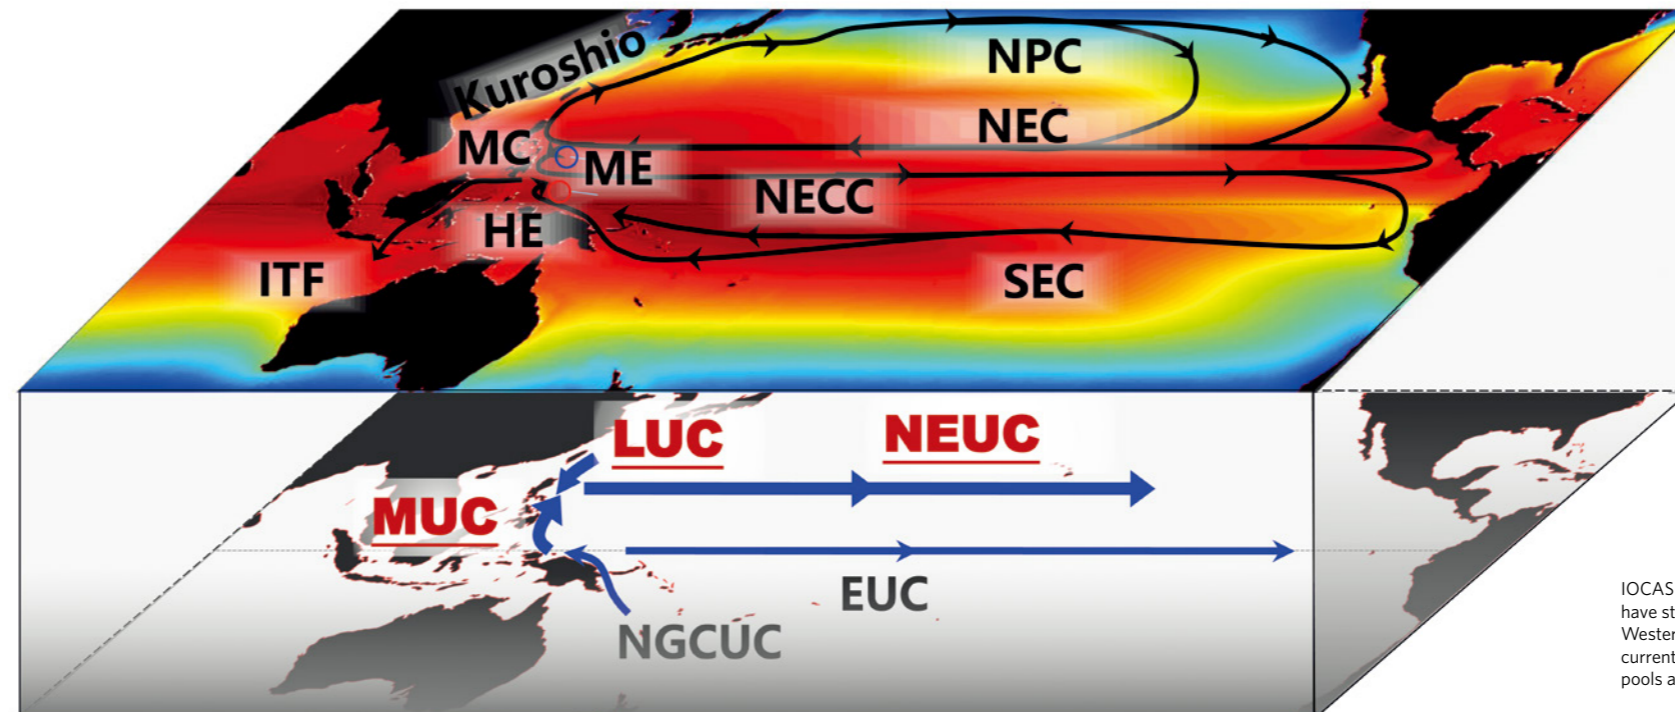 Kuroshio
NPC
NEC
MC
ME
NECC
HE
ITF
SEC
LUC
NEUC
MUC
EUC
NGCUC
IOCAS
have st
Wester
current
pools a